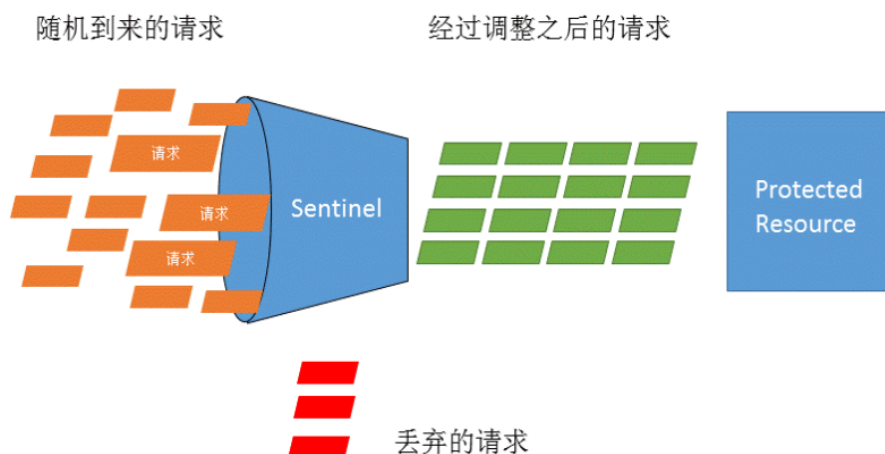 随机到来的请求
经过调整之后的请求
请求
请求
请求
Sentinel
Protected
Resource
丢弃的请求